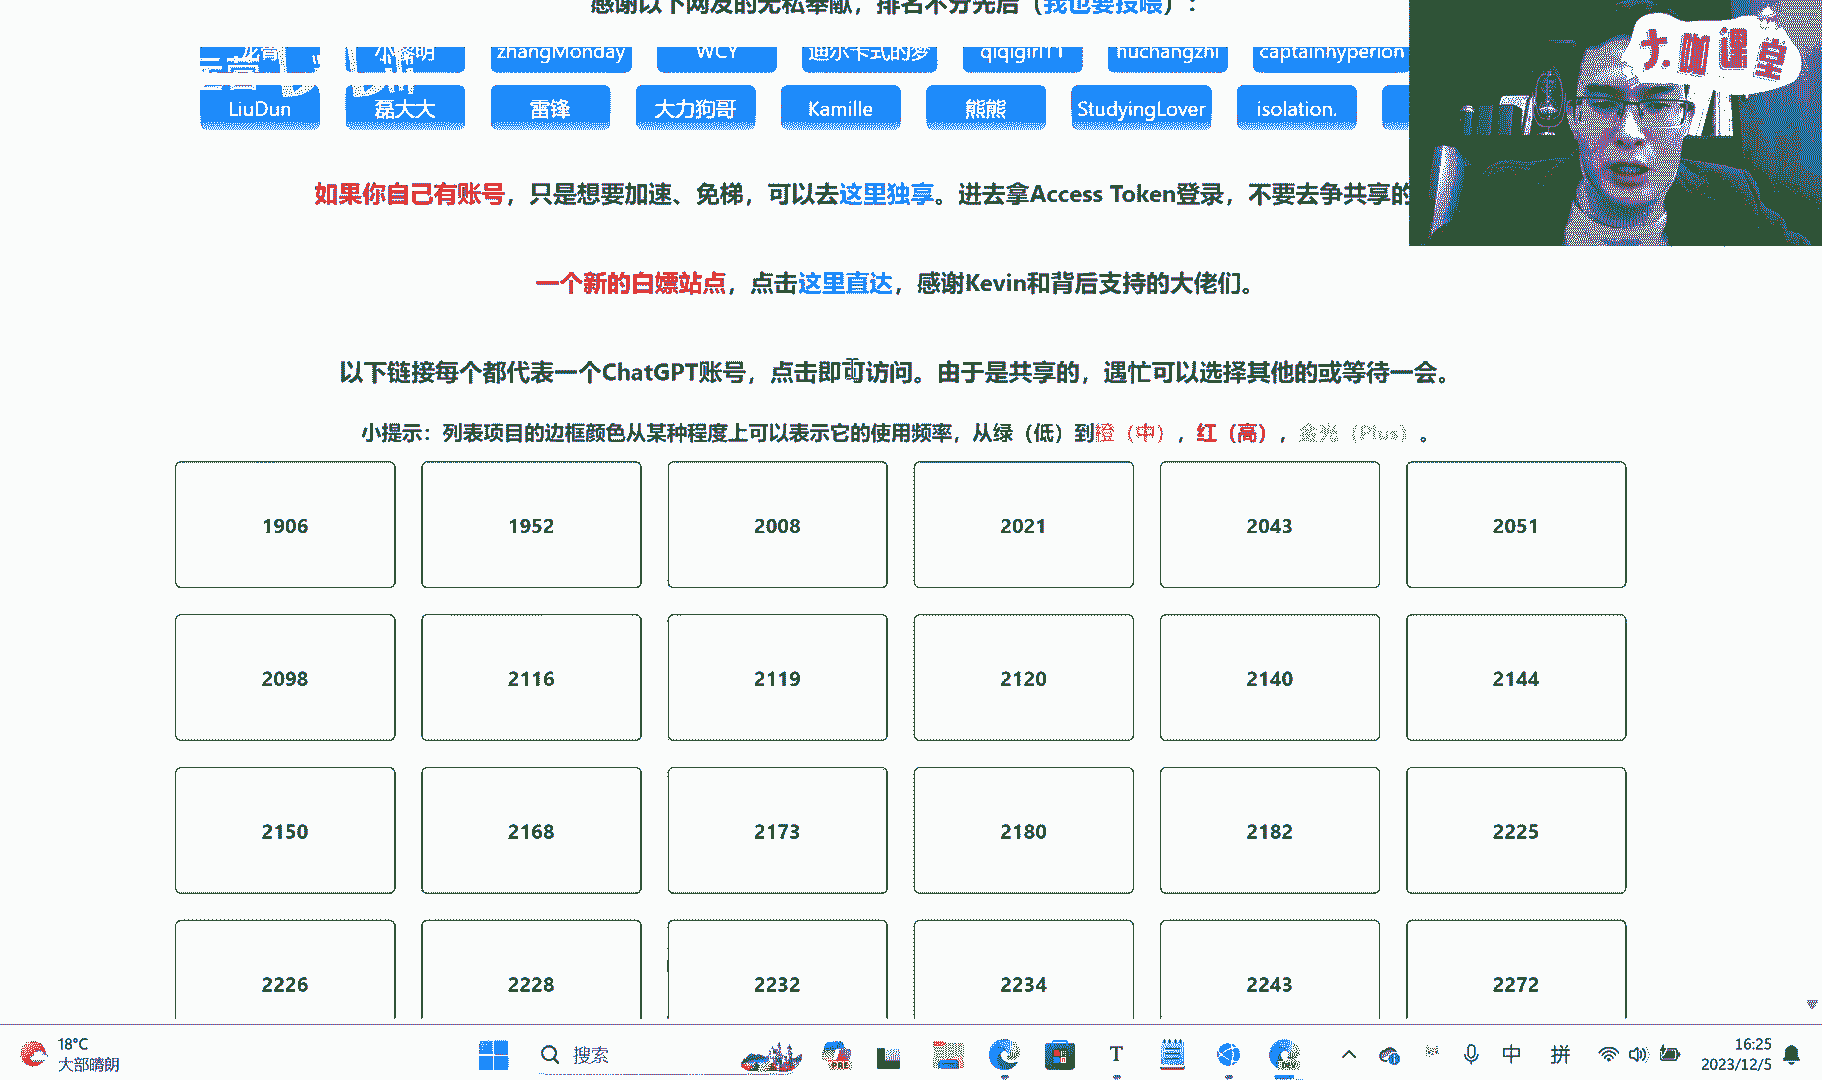 感谢以下网友的无私奉献，排名不分先后（我也要投喂）：
小黎明 zhangMonday WCY 迪尔卡式的梦 qiqigirl11 huchangzhi captainhyperion
LiuDun 磊大大 雷锋 大力狗哥 Kamille 熊熊 StudyingLover isolation.
大咖课堂
如果你自己有账号，只是想要加速、免梯，可以去这里独享。进去拿Access Token登录，不要去争共享的
一个新的白嫖站点，点击这里直达，感谢Kevin和背后支持的大佬们。
以下链接每个都代表一个ChatGPT账号，点击即可访问。由于是共享的，遇忙可以选择其他的或等待一会。
小提示：列表项目的边框颜色从某种程度上可以表示它的使用频率，从绿（低）到橙（中），红（高），金光（Plus）。
1906 1952 2008 2021 2043 2051
2098 2116 2119 2120 2140 2144
2150 2168 2173 2180 2182 2225
2226 2228 2232 2234 2243 2272
18°C
大部晴朗
搜索
PRE
DEV
中 拼
16:25
2023/12/5